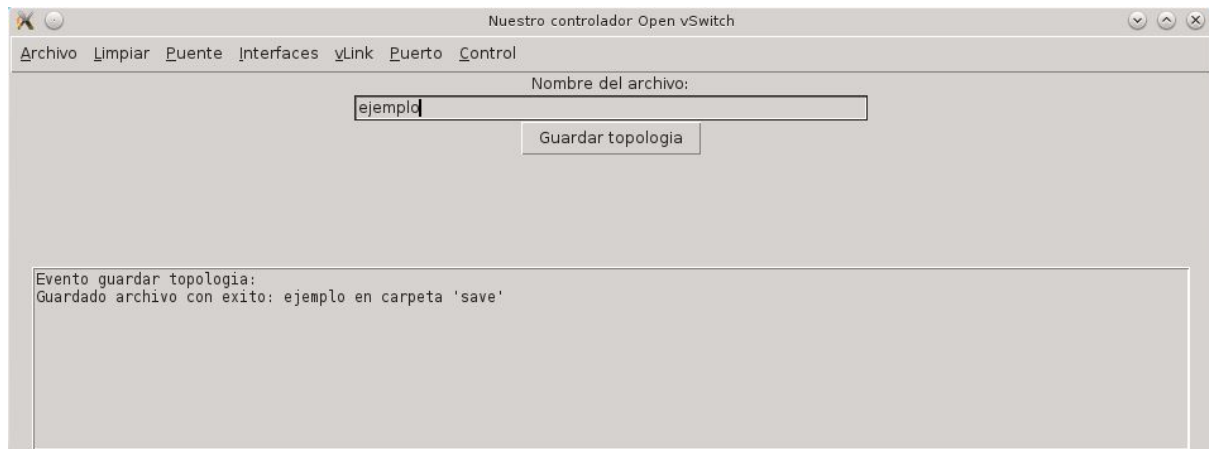 Nuestro controlador Open vSwitch
Archivo Limpiar Puente Interfaces vLink Puerto Control
Nombre del archivo:
ejemplo
Guardar topologia
Evento guardar topologia:
Guardado archivo con exito: ejemplo en carpeta 'save'